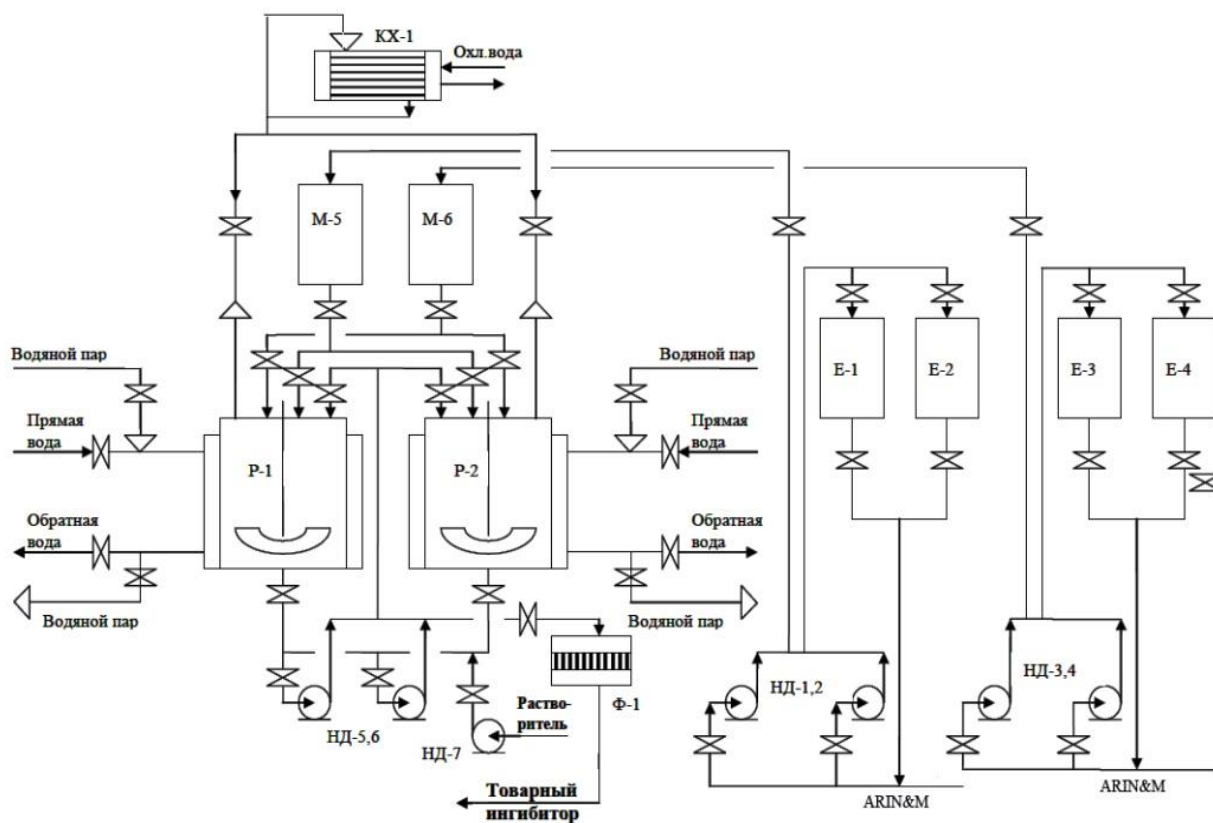 КХ-1
Охл.вода
М-5
М-6
Водяной пар
Водяной пар
Е-1
Е-2
Е-3
Е-4
Прямая
вода
Прямая
вода
Р-1
Р-2
Обратная
вода
Обратная
вода
Водяной пар
Водяной пар
НД-1,2
НД-3,4
Ф-1
Раство-
ритель
НД-5,6
НД-7
Товарный
ингибитор
ARIN&M
ARIN&M